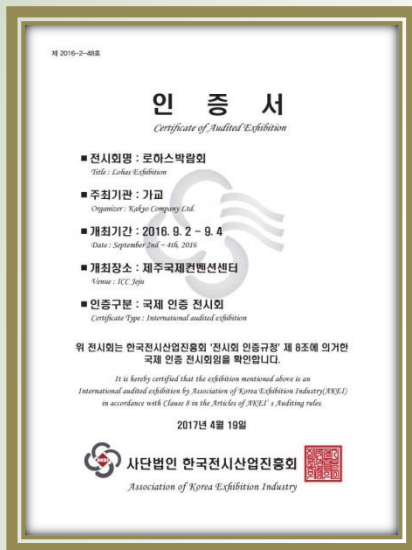 제 2016-2-48호
인 증 서
Certificate of Audited Exhibition
■ 전시회명 : 로하스박람회
Title : Lohas Exhibition
■ 주최기관 : 가교
Organizer : Kakyo Company Ltd.
■ 개최기간 : 2016. 9. 2 - 9. 4
Date : September 2nd - 4th, 2016
■ 개최장소 : 제주국제컨벤션센터
Venue : ICC Jeju
■ 인증구분 : 국제 인증 전시회
Certificate Type : International audited exhibition
위 전시회는 한국전시산업진흥회 '전시회 인증규정' 제 8조에 의거한
국제 인증 전시회임을 확인합니다.
It is hereby certified that the exhibition mentioned above is an
International audited exhibition by Association of Korea Exhibition Industry(AKEI)
in accordance with Clause 8 in the Articles of AKEI's Auditing rules.
2017년 4월 19일
AKEI
사단법인 한국전시산업진흥회
Association of Korea Exhibition Industry